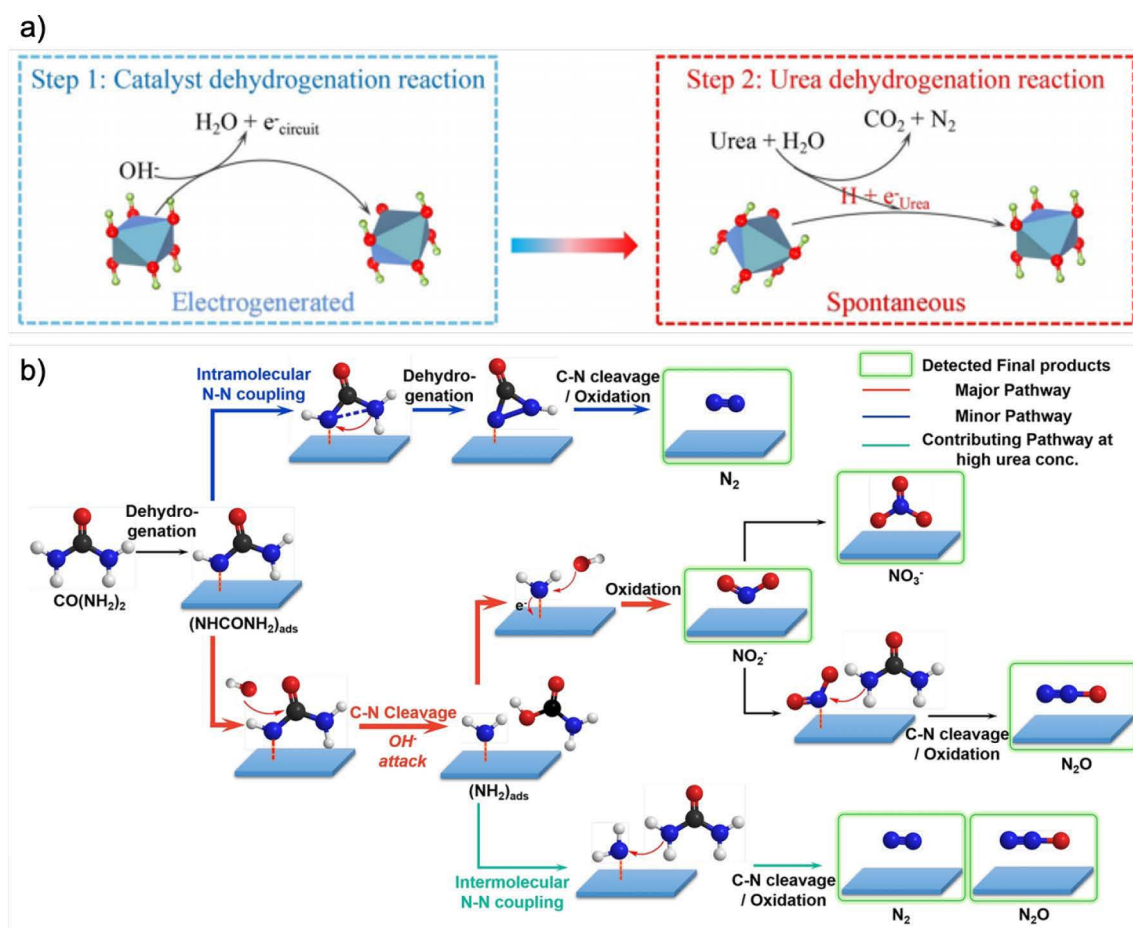 a)
Step 1: Catalyst dehydrogenation reaction
H₂O + e⁻circuit
OH⁻
Electrogenerated
Step 2: Urea dehydrogenation reaction
CO₂ + N₂
Urea + H₂O
H + e⁻Urea
Spontaneous
b)
Intramolecular
N-N coupling
Dehydro-
genation
C-N cleavage
/ Oxidation
N₂
Detected Final products
Major Pathway
Minor Pathway
Contributing Pathway at
high urea conc.
Dehydro-
genation
CO(NH₂)₂
(NHCONH₂)ads
e⁻
Oxidation
NO₂⁻
NO₃⁻
C-N Cleavage
OH⁻
attack
(NH₂)ads
C-N cleavage
/ Oxidation
N₂O
Intermolecular
N-N coupling
C-N cleavage
/ Oxidation
N₂
N₂O